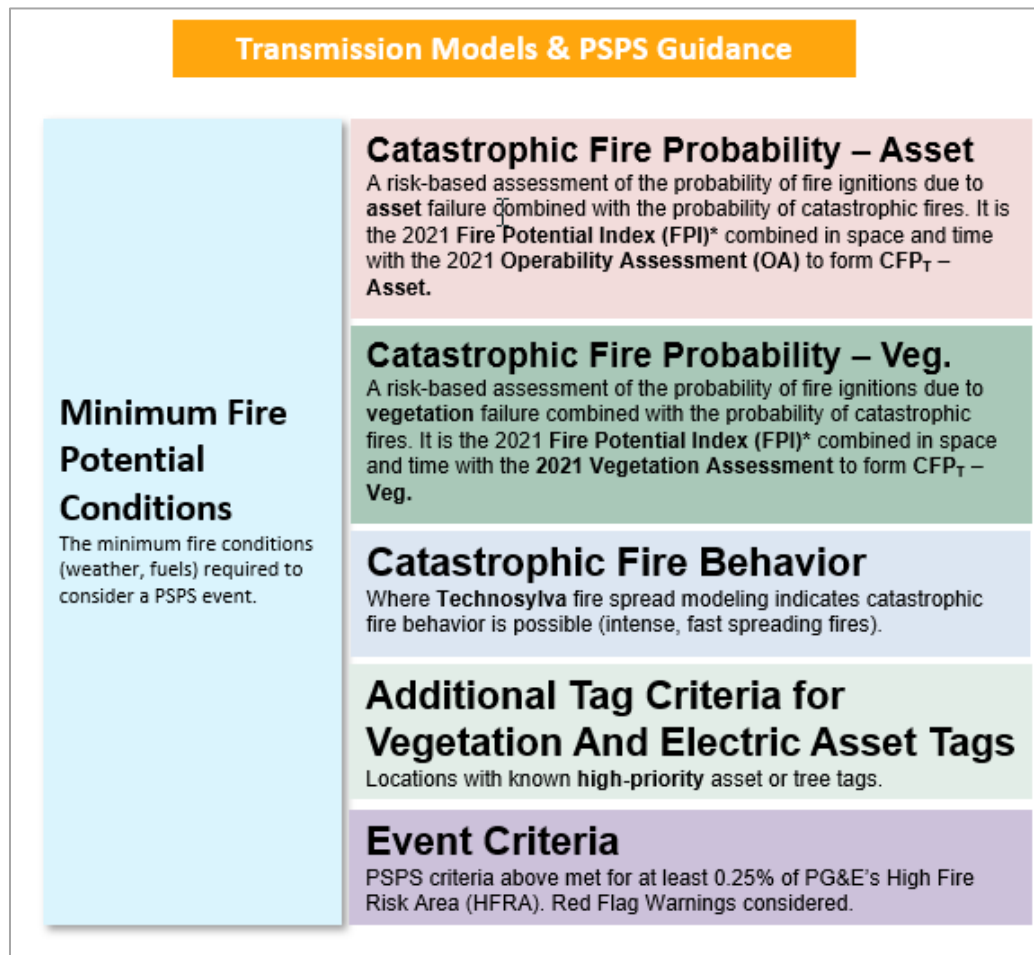 Transmission Models & PSPS Guidance
Minimum Fire
Potential
Conditions
The minimum fire conditions
(weather, fuels) required to
consider a PSPS event.
Catastrophic Fire Probability – Asset
A risk-based assessment of the probability of fire ignitions due to
asset failure combined with the probability of catastrophic fires. It is
the 2021 Fire Potential Index (FPI)* combined in space and time
with the 2021 Operability Assessment (OA) to form CFPT –
Asset.
Catastrophic Fire Probability – Veg.
A risk-based assessment of the probability of fire ignitions due to
vegetation failure combined with the probability of catastrophic
fires. It is the 2021 Fire Potential Index (FPI)* combined in space
and time with the 2021 Vegetation Assessment to form CFPT –
Veg.
Catastrophic Fire Behavior
Where Technosylva fire spread modeling indicates catastrophic
fire behavior is possible (intense, fast spreading fires).
Additional Tag Criteria for
Vegetation And Electric Asset Tags
Locations with known high-priority asset or tree tags.
Event Criteria
PSPS criteria above met for at least 0.25% of PG&E's High Fire
Risk Area (HFRA). Red Flag Warnings considered.